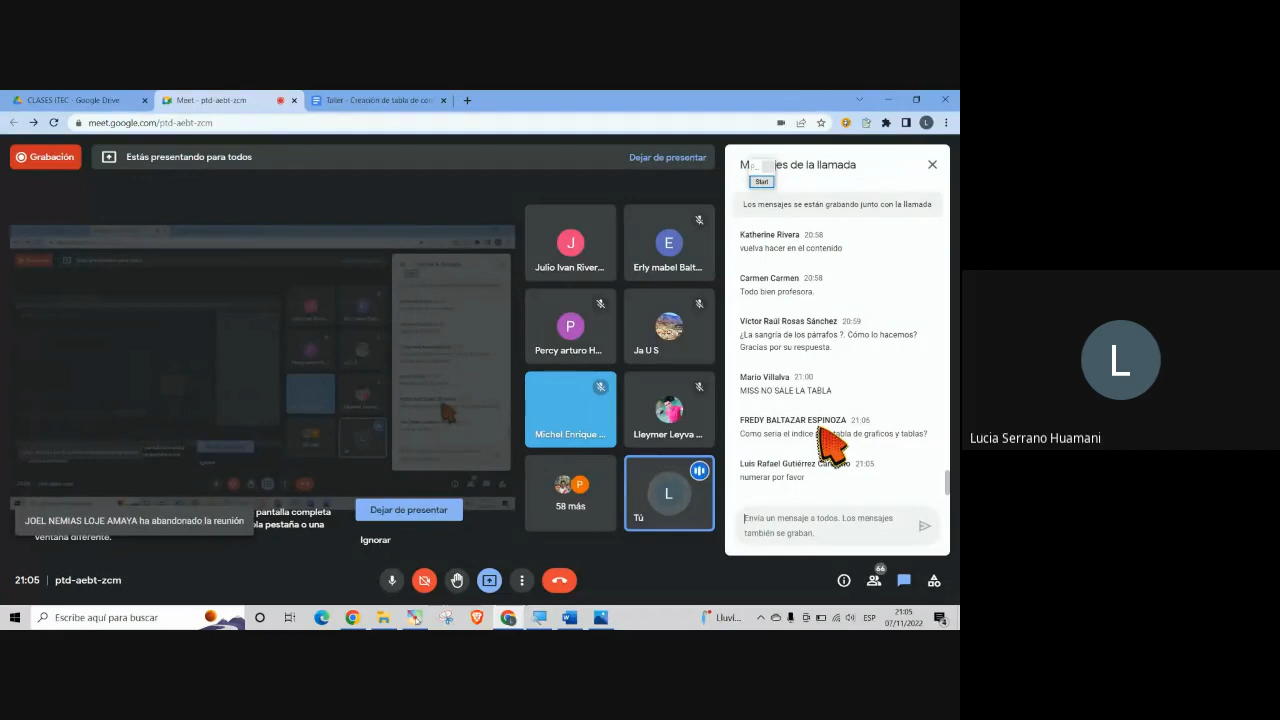 CLASES ITEC - Google Drive
Meet - ptd-aebt-zcm
Taller - Creación de tabla de con
meet.google.com/ptd-aebt-zcm
Grabación
Estás presentando para todos
Dejar de presentar
Julio Ivan River...
Erly mabel Balt...
Percy arturo H...
Ja U S
Michel Enrique ...
Lleymer Leyva ...
P
58 más
L
Tú
J
E
P
JOEL NEMIAS LOJE AMAYA ha abandonado la reunión
pantalla completa
la pestaña o una
ventana diferente.
Dejar de presentar
Ignorar
es de la llamada
Start
Los mensajes se están grabando junto con la llamada
Katherine Rivera 20:58
vuelva hacer en el contenido
Carmen Carmen 20:58
Todo bien profesora.
Víctor Raúl Rosas Sánchez 20:59
¿La sangría de los párrafos ?. Cómo lo hacemos?
Gracias por su respuesta.
Mario Villalva 21:00
MISS NO SALE LA TABLA
FREDY BALTAZAR ESPINOZA 21:05
Como seria el indice tabla de graficos y tablas?
Luis Rafael Gutiérrez 21:05
numerar por favor
Envía un mensaje a todos. Los mensajes
también se graban.
21:05 | ptd-aebt-zcm
66
Escribe aquí para buscar
Lluvi...
ESP
21:05
07/11/2022
4
L
Lucia Serrano Huamani